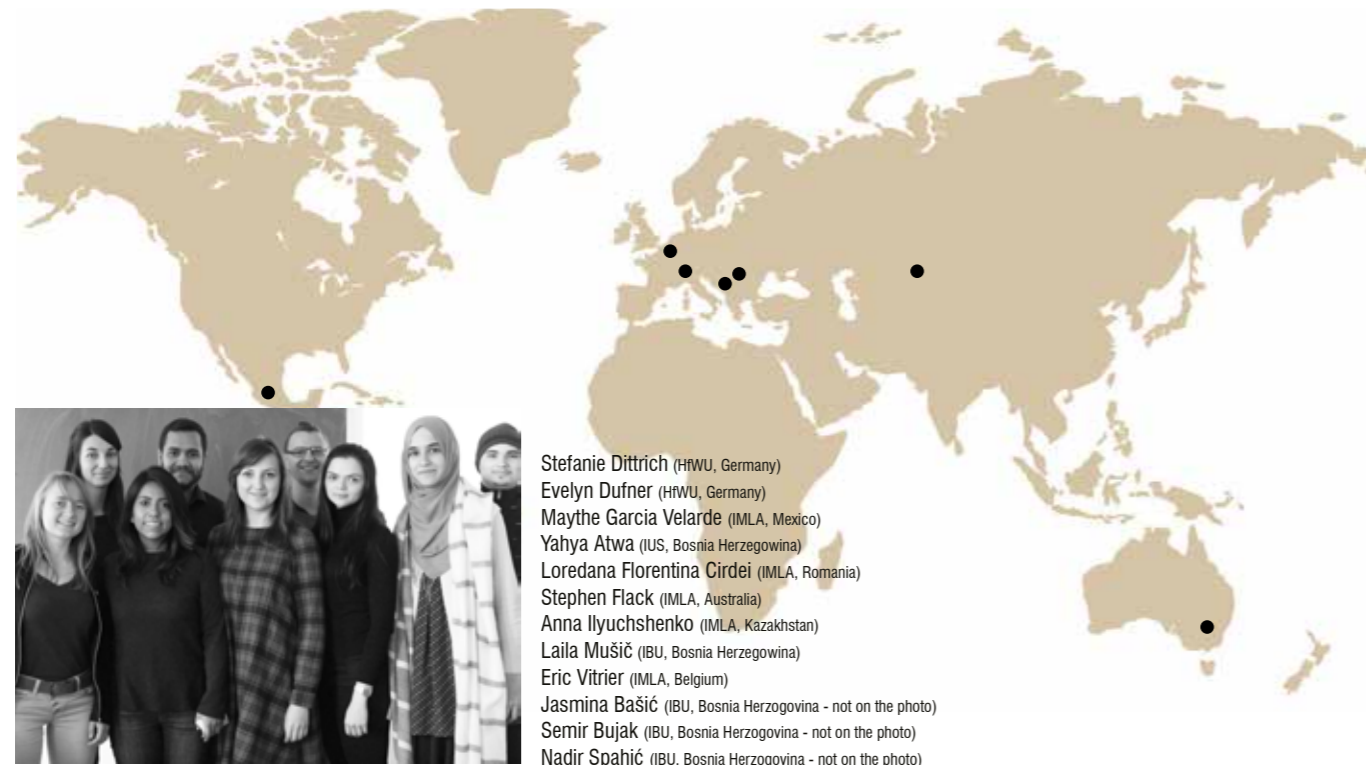 Stefanie Dittrich (HfWU, Germany)
Evelyn Dufner (HfWU, Germany)
Maythe Garcia Velarde (IMLA, Mexico)
Yahya Atwa (IUS, Bosnia Herzegowina)
Loredana Florentina Cirdei (IMLA, Romania)
Stephen Flack (IMLA, Australia)
Anna Ilyuchshenko (IMLA, Kazakhstan)
Laila Mušič (IBU, Bosnia Herzegowina)
Eric Vitrier (IMLA, Belgium)
Jasmina Bašić (IBU, Bosnia Herzogovina - not on the photo)
Semir Bujak (IBU, Bosnia Herzogovina - not on the photo)
Nadir Spahić (IBU, Bosnia Herzogovina - not on the photo)